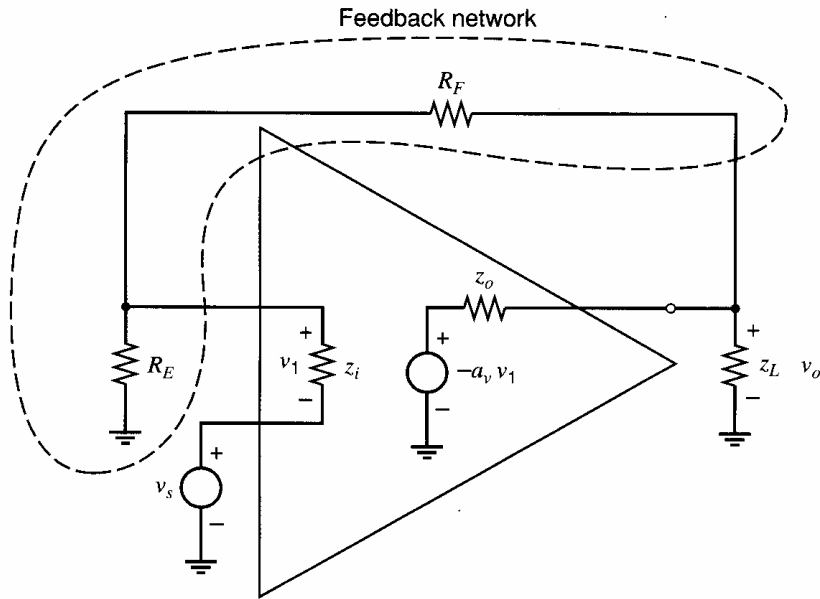 Feedback network
R_F
z_o
+
+
+
R_E
v_1
z_i
−a_v v_1
z_L
v_o
−
−
−
+
v_s
−